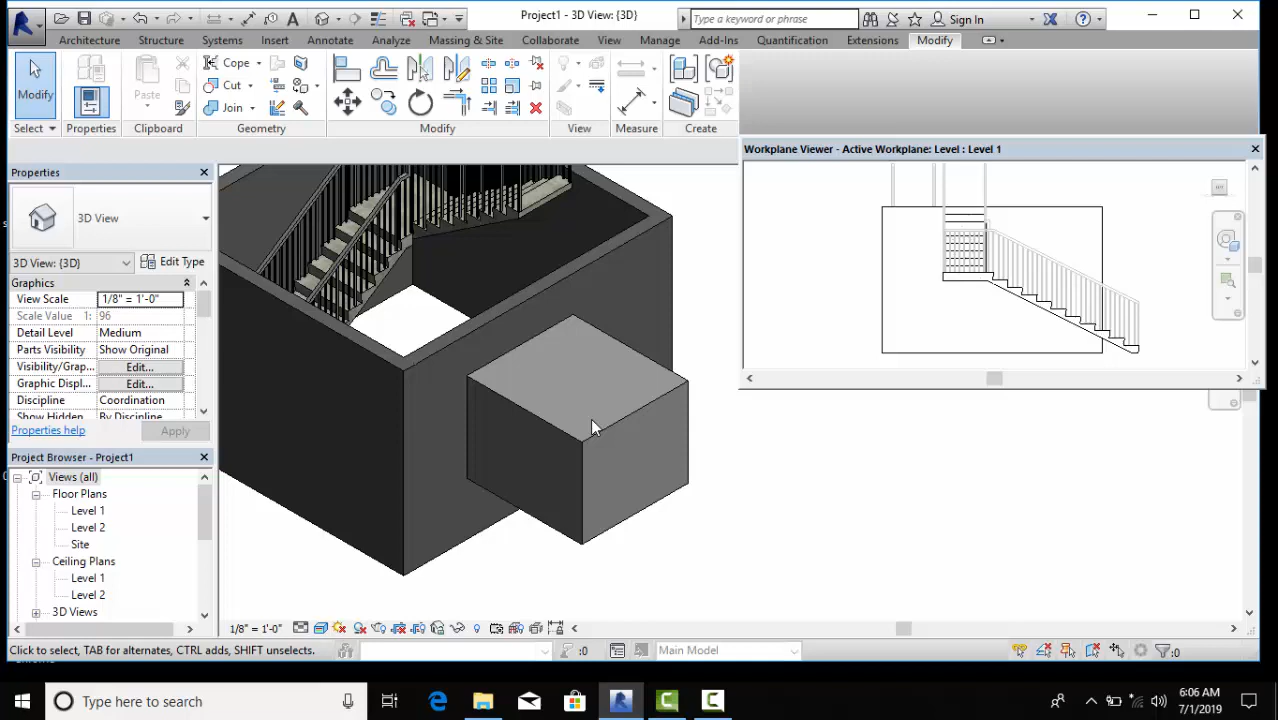 Project1 - 3D View: {3D}
Type a keyword or phrase
Sign In
Architecture Structure Systems Insert Annotate Analyze Massing & Site Collaborate View Manage Add-Ins Quantification Extensions Modify
Modify
Paste
Cope
Cut
Join
Select Properties Clipboard Geometry Modify View Measure Create
Workplane Viewer - Active Workplane: Level : Level 1
Properties
3D View
3D View: {3D} Edit Type
Graphics
View Scale 1/8" = 1'-0"
Scale Value 1: 96
Detail Level Medium
Parts Visibility Show Original
Visibility/Grap... Edit...
Graphic Displ... Edit...
Discipline Coordination
Show Hidden By Discipline
Properties help Apply
Project Browser - Project1
Views (all)
Floor Plans
Level 1
Level 2
Site
Ceiling Plans
Level 1
Level 2
3D Views
1/8" = 1'-0"
Click to select, TAB for alternates, CTRL adds, SHIFT unselects.
:0
Main Model
:0
Type here to search
6:06 AM
7/1/2019